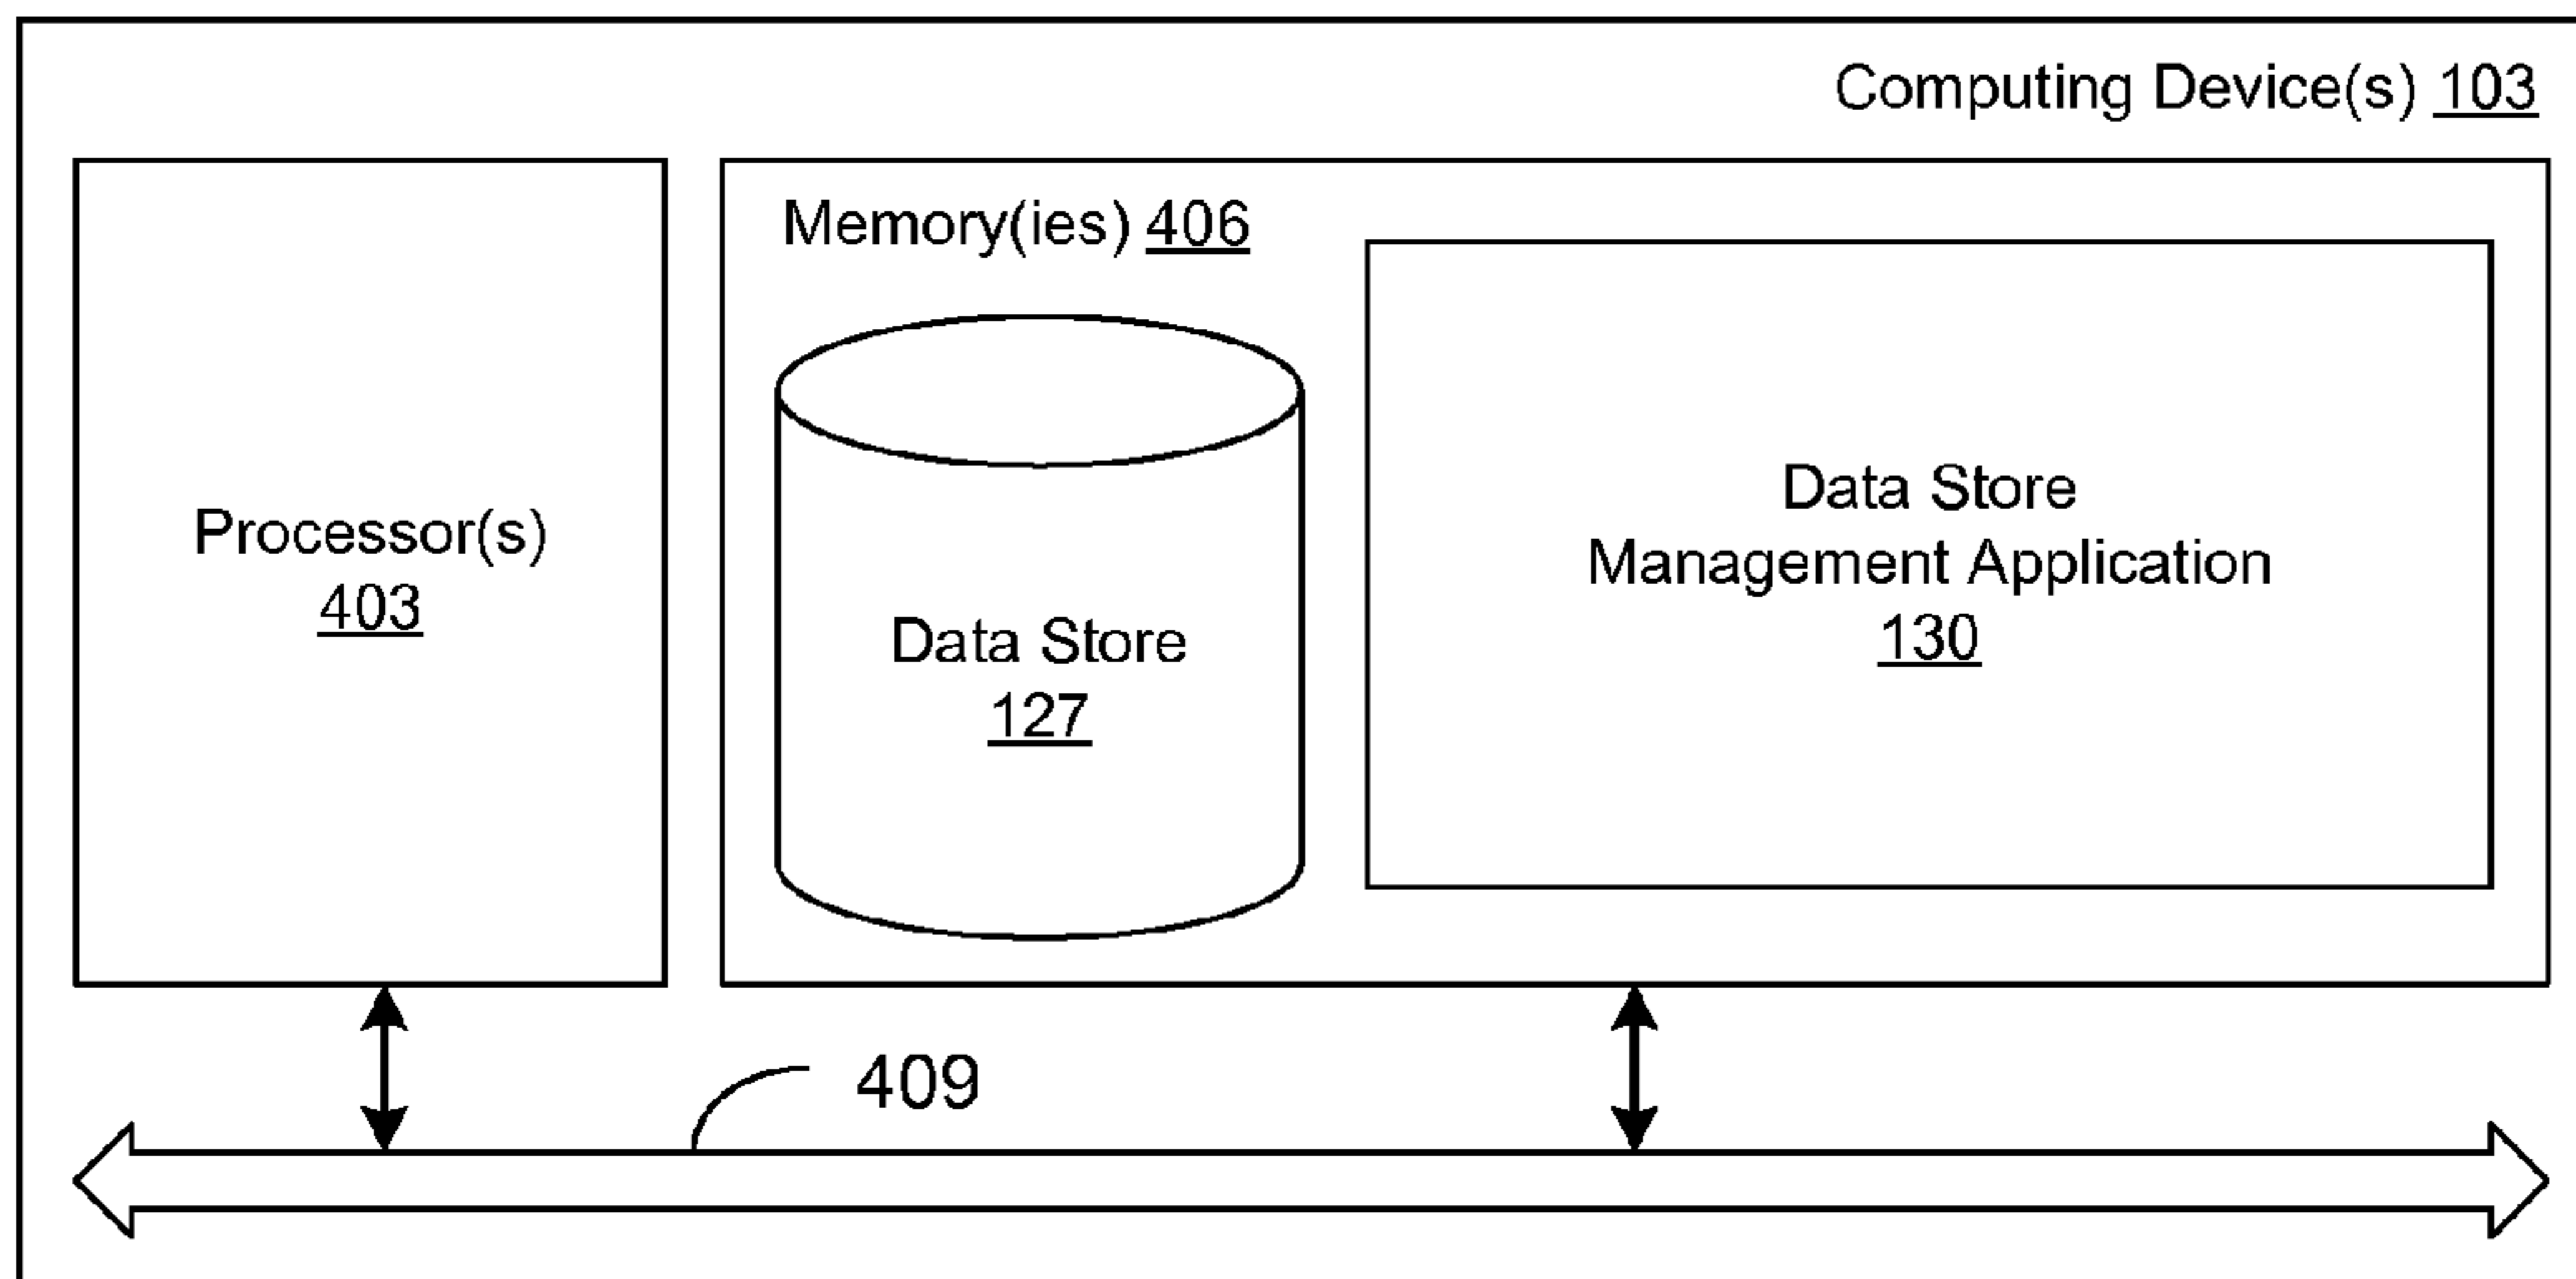 Computing Device(s) 103
Memory(ies) 406
Processor(s)
403
Data Store
127
Data Store
Management Application
130
409